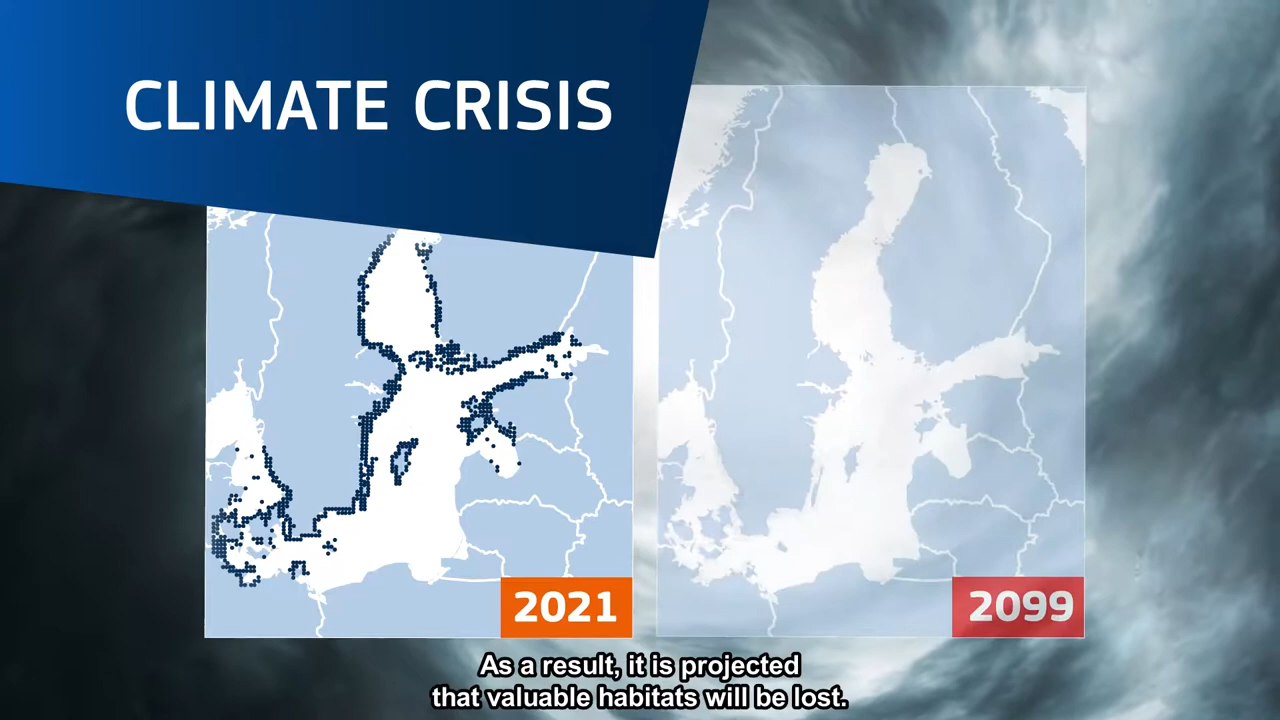 CLIMATE CRISIS
2021
2099
As a result, it is projected
that valuable habitats will be lost.